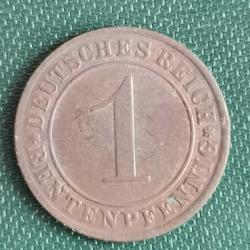 DEUTSCHES REICH
1
RENTENPFENNIG